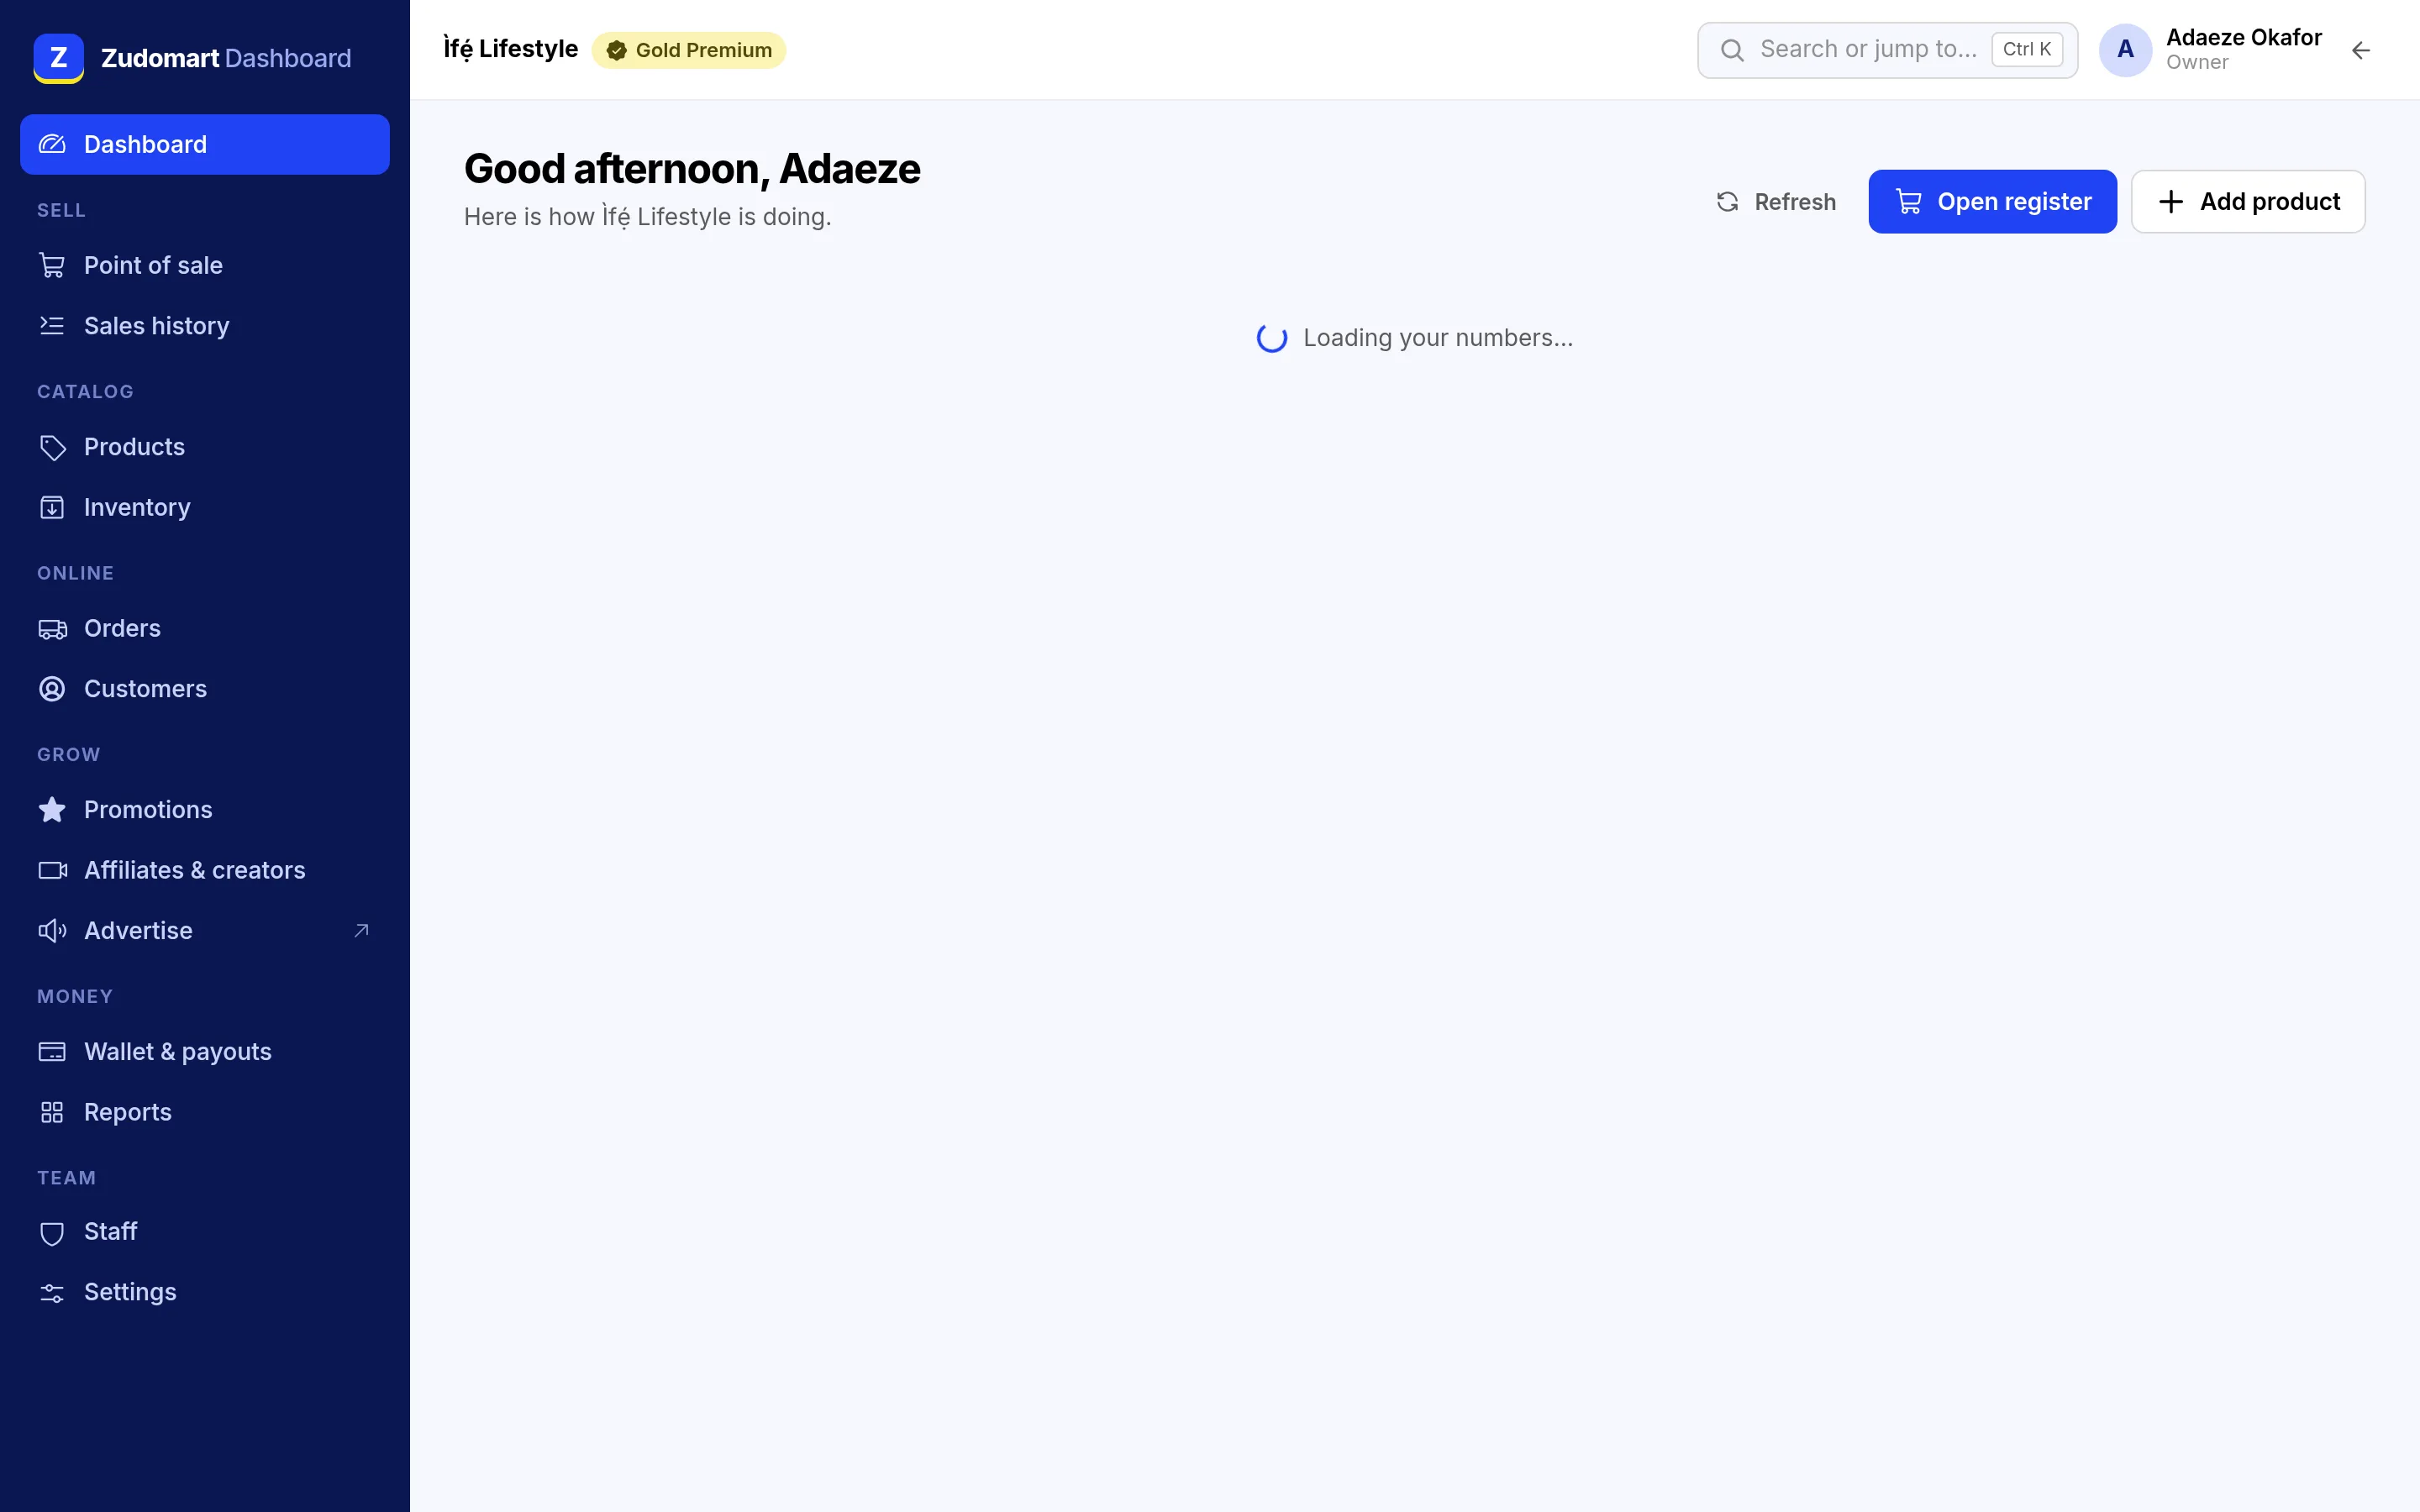 Z
Zudomart Dashboard
Dashboard
SELL
Point of sale
Sales history
CATALOG
Products
Inventory
ONLINE
Orders
Customers
GROW
Promotions
Affiliates & creators
Advertise
MONEY
Wallet & payouts
Reports
TEAM
Staff
Settings
Ìfẹ́ Lifestyle
Gold Premium
Search or jump to...
Ctrl K
A
Adaeze Okafor
Owner
Good afternoon, Adaeze
Here is how Ìfẹ́ Lifestyle is doing.
Refresh
Open register
Add product
Loading your numbers...